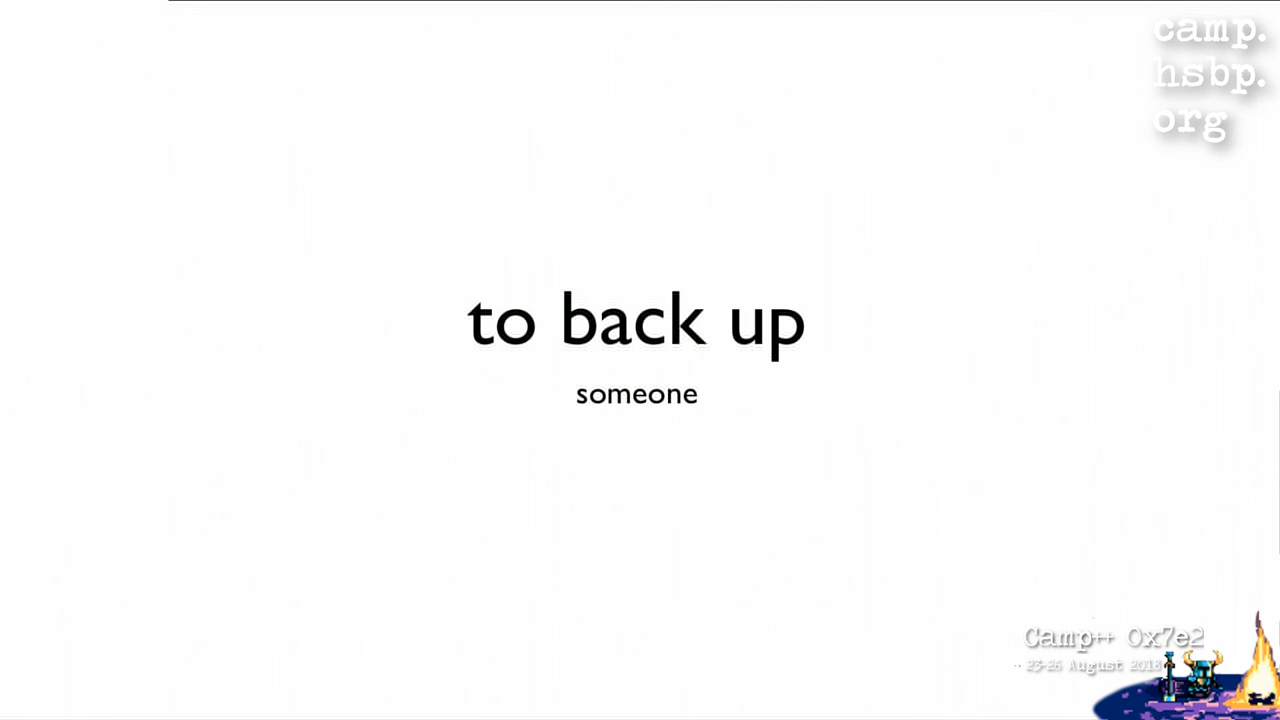 camp.
hsbp.
org
to back up
someone
Camp++ 0x7e2
23-26 August 2018